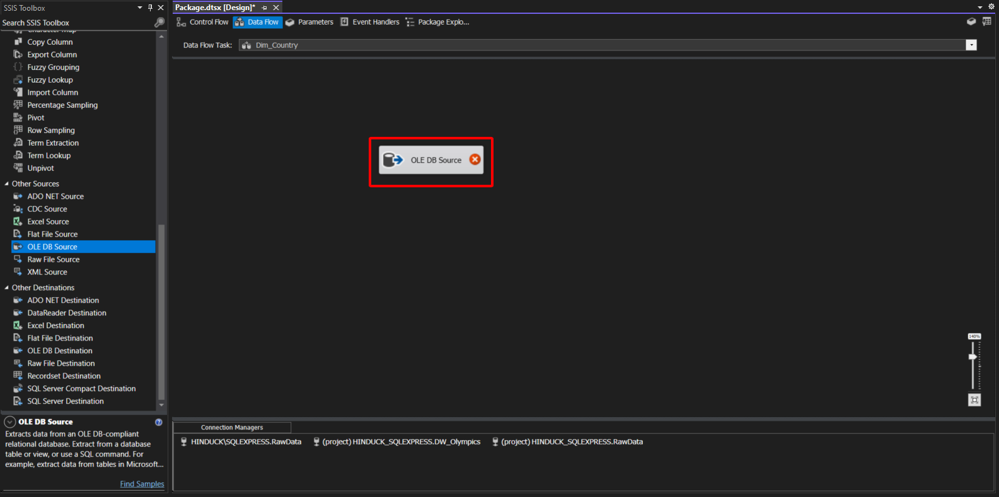 SSIS Toolbox
Search SSIS Toolbox
Character Map
Copy Column
Export Column
Fuzzy Grouping
Fuzzy Lookup
Import Column
Percentage Sampling
Pivot
Row Sampling
Term Extraction
Term Lookup
Unpivot
Other Sources
ADO NET Source
CDC Source
Excel Source
Flat File Source
OLE DB Source
Raw File Source
XML Source
Other Destinations
ADO NET Destination
DataReader Destination
Excel Destination
Flat File Destination
OLE DB Destination
Raw File Destination
Recordset Destination
SQL Server Compact Destination
SQL Server Destination
OLE DB Source
Extracts data from an OLE DB-compliant
relational database. Extract from a database
table or view, or use a SQL command. For
example, extract data from tables in Microsoft...
Find Samples
Package.dtsx [Design]*
Control Flow Data Flow Parameters Event Handlers Package Explo...
Data Flow Task: Dim_Country
OLE DB Source
140%
Connection Managers
HINDUCK\SQLEXPRESS.RawData (project) HINDUCK_SQLEXPRESS.DW_Olympics (project) HINDUCK_SQLEXPRESS.RawData